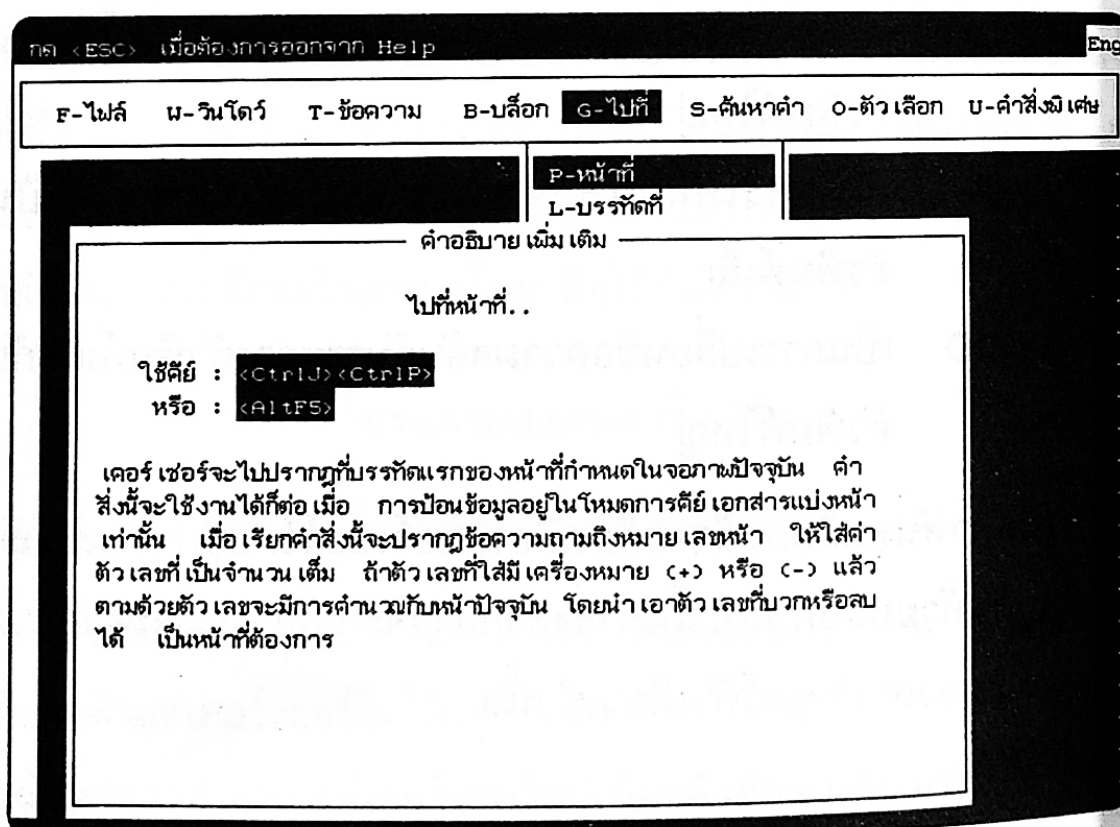 กด <ESC> เมื่อต้องการออกจาก Help Eng
F-ไฟล์ W-วินโดว์ T-ข้อความ B-บล็อก G-ไปที่ S-ค้นหาคำ O-ตัวเลือก U-คำสั่งพิเศษ
P-หน้าที่
L-บรรทัดที่
คำอธิบายเพิ่มเติม
ไปที่หน้าที่..
ใช้คีย์ : <CtrlJ><CtrlP>
หรือ : <AltF5>
เคอร์เซอร์จะไปปรากฏที่บรรทัดแรกของหน้าที่กำหนดในจอภาพปัจจุบัน คำ
สิ่งนี้จะใช้งานได้ก็ต่อเมื่อ การป้อนข้อมูลอยู่ในโหมดการคีย์เอกสารแบ่งหน้า
เท่านั้น เมื่อเรียกคำสิ่งนี้จะปรากฏข้อความถามถึงหมายเลขหน้า ให้ใส่ค่า
ตัวเลขที่เป็นจำนวนเต็ม ถ้าตัวเลขที่ใส่มีเครื่องหมาย (+) หรือ (-) แล้ว
ตามด้วยตัวเลขจะมีการคำนวณกับหน้าปัจจุบัน โดยนำเอาตัวเลขที่บวกหรือลบ
ได้ เป็นหน้าที่ต้องการ